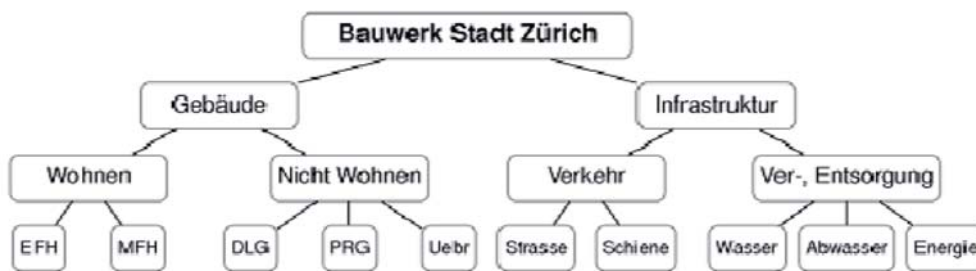 Bauwerk Stadt Zürich
Gebäude Infrastruktur
Wohnen Nicht Wohnen Verkehr Ver-, Entsorgung
EFH MFH DLG PRG Uebr Strasse Schiene Wasser Abwasser Energie